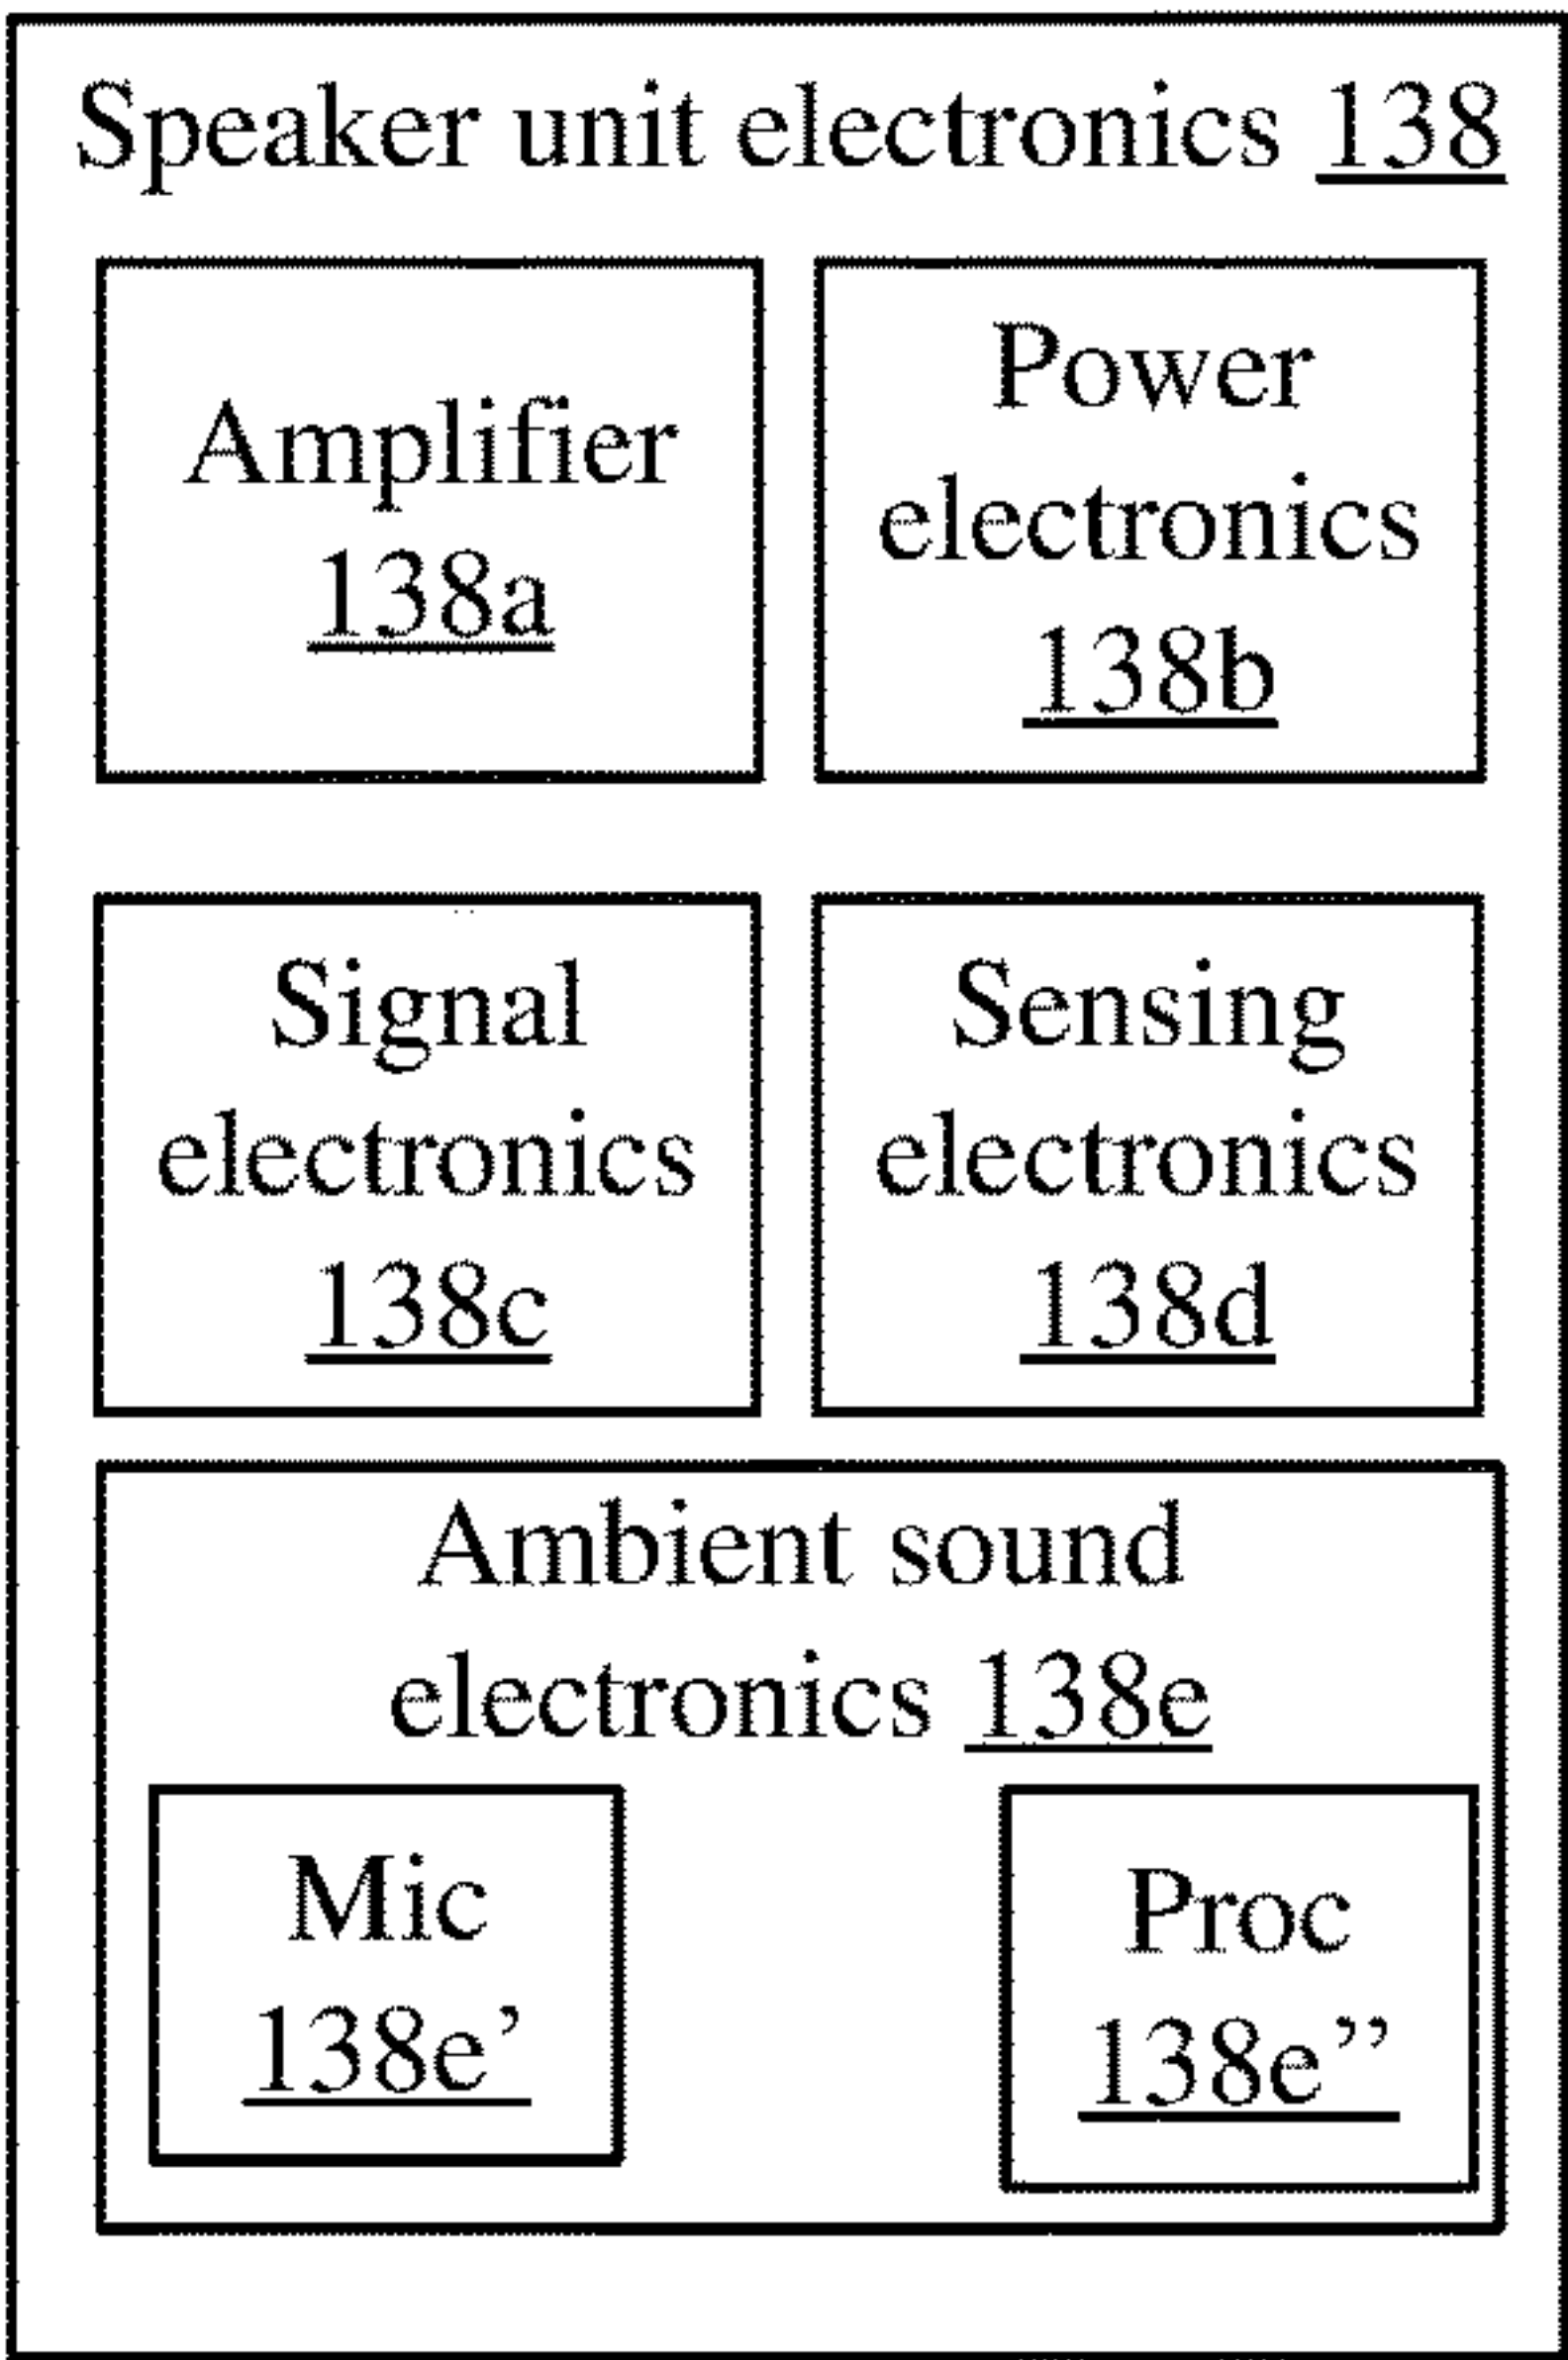 Speaker unit electronics 138
Amplifier
138a
Power
electronics
138b
Signal
electronics
138c
Sensing
electronics
138d
Ambient sound
electronics 138e
Mic
138e’
Proc
138e’’